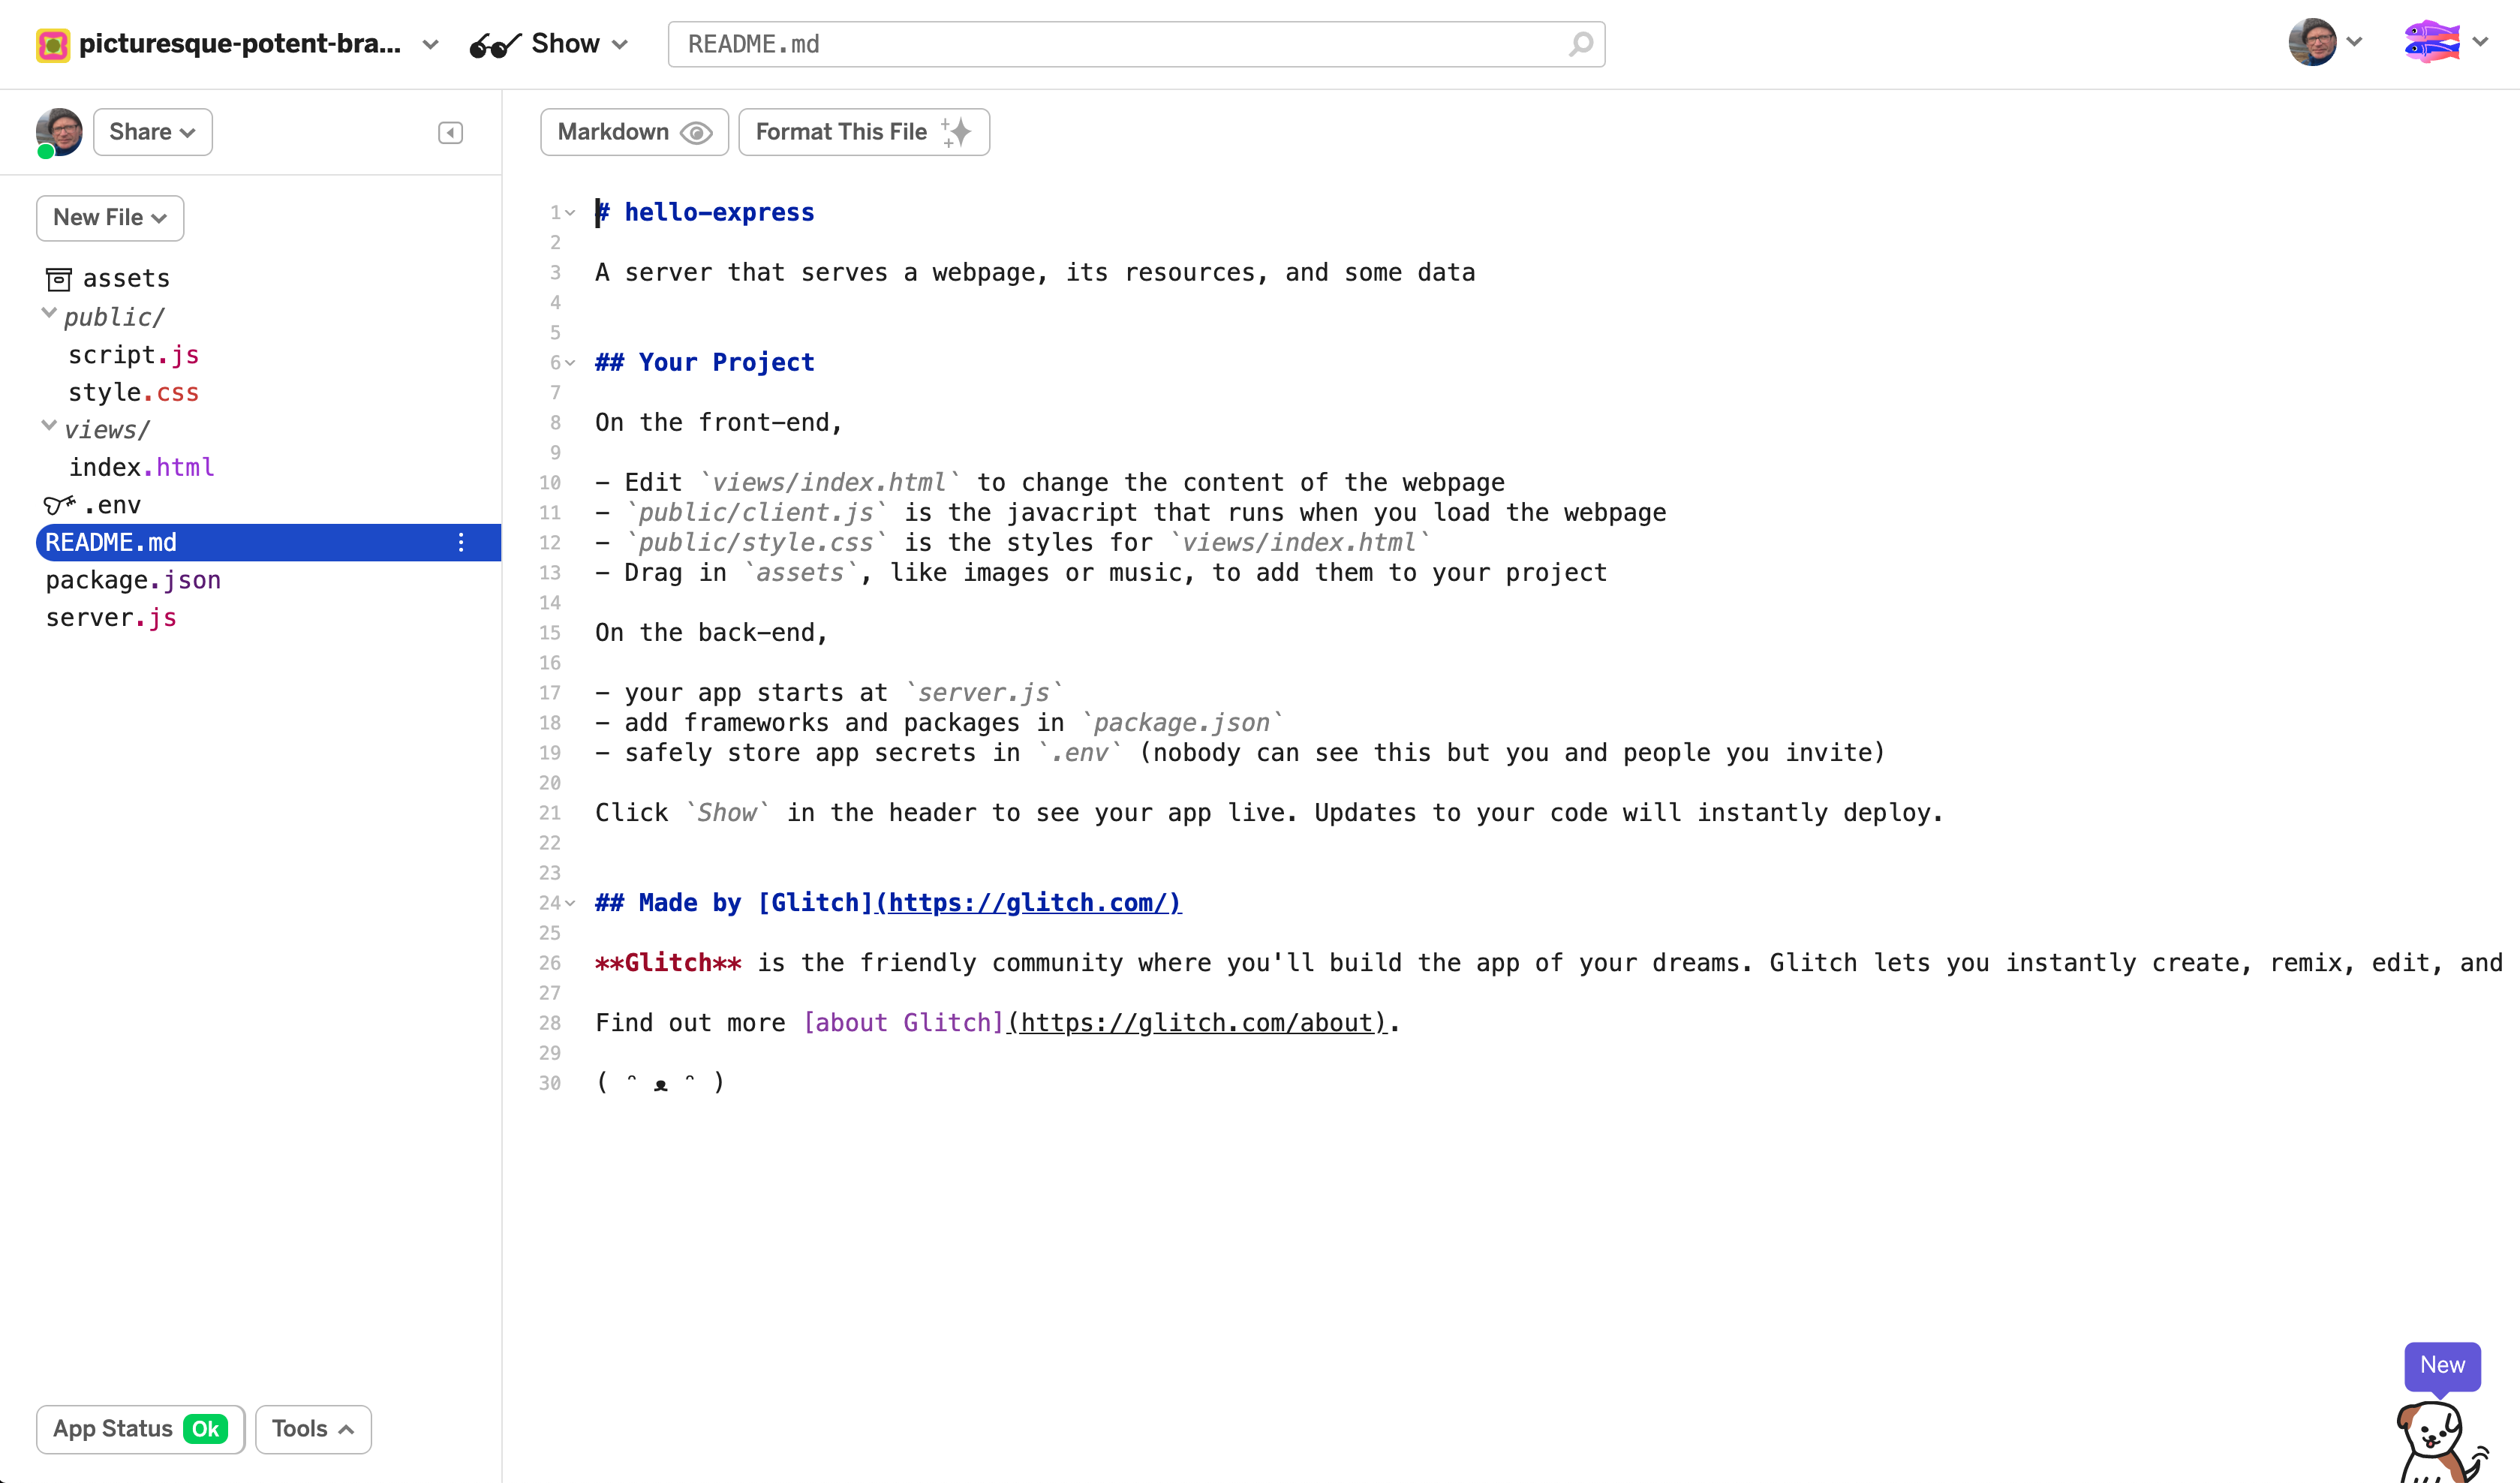 picturesque-potent-bra...
Show
README.md
Share
Markdown
Format This File
New File
assets
public/
script.js
style.css
views/
index.html
.env
README.md
package.json
server.js
1 # hello-express
2
3 A server that serves a webpage, its resources, and some data
4
5
6 ## Your Project
7
8 On the front-end,
9
10 - Edit `views/index.html` to change the content of the webpage
11 - `public/client.js` is the javacript that runs when you load the webpage
12 - `public/style.css` is the styles for `views/index.html`
13 - Drag in `assets`, like images or music, to add them to your project
14
15 On the back-end,
16
17 - your app starts at `server.js`
18 - add frameworks and packages in `package.json`
19 - safely store app secrets in `.env` (nobody can see this but you and people you invite)
20
21 Click `Show` in the header to see your app live. Updates to your code will instantly deploy.
22
23
24 ## Made by [Glitch](https://glitch.com/)
25
26 **Glitch** is the friendly community where you'll build the app of your dreams. Glitch lets you instantly create, remix, edit, and
27
28 Find out more [about Glitch](https://glitch.com/about).
29
30 ( ᵔ ᴥ ᵔ )
App Status Ok
Tools
New